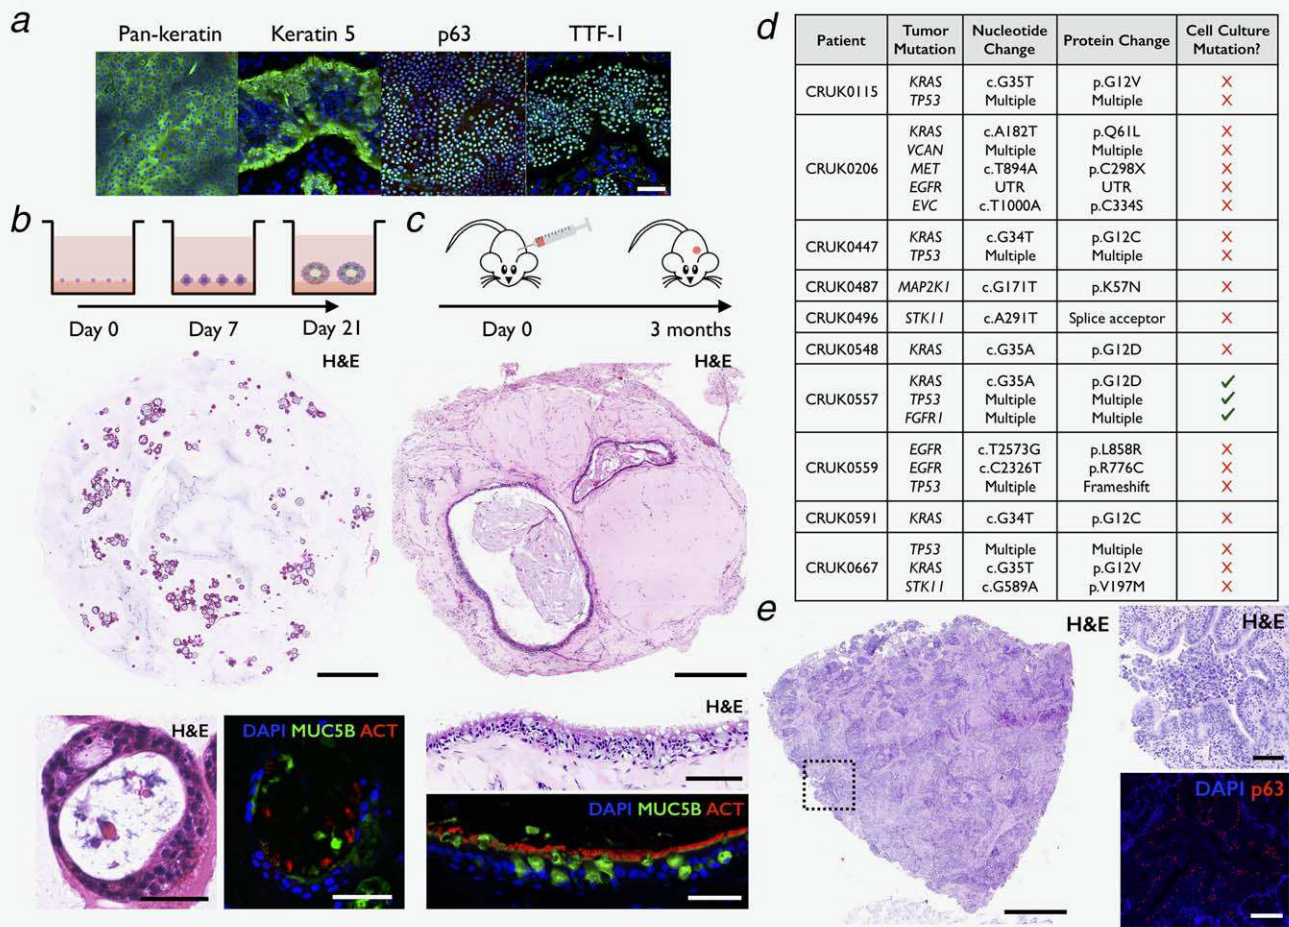 a
Pan-keratin Keratin 5 p63 TTF-1
b
Day 0 Day 7 Day 21
H&E
H&E
DAPI MUC5B ACT
c
Day 0 3 months
H&E
H&E
DAPI MUC5B ACT
d
Patient Tumor Mutation Nucleotide Change Protein Change Cell Culture Mutation?
CRUK0115 KRAS c.G35T p.G12V X
TP53 Multiple Multiple X
CRUK0206 KRAS c.A182T p.Q61L X
VCAN Multiple Multiple X
MET c.T894A p.C298X X
EGFR UTR UTR X
EVC c.T1000A p.C334S X
CRUK0447 KRAS c.G34T p.G12C X
TP53 Multiple Multiple X
CRUK0487 MAP2K1 c.G171T p.K57N X
CRUK0496 STK11 c.A291T Splice acceptor X
CRUK0548 KRAS c.G35A p.G12D X
CRUK0557 KRAS c.G35A p.G12D ✓
TP53 Multiple Multiple ✓
FGFR1 Multiple Multiple ✓
CRUK0559 EGFR c.T2573G p.L858R X
EGFR c.C2326T p.R776C X
TP53 Multiple Frameshift X
CRUK0591 KRAS c.G34T p.G12C X
CRUK0667 TP53 Multiple Multiple X
KRAS c.G35T p.G12V X
STK11 c.G589A p.V197M X
e
H&E
H&E
DAPI p63